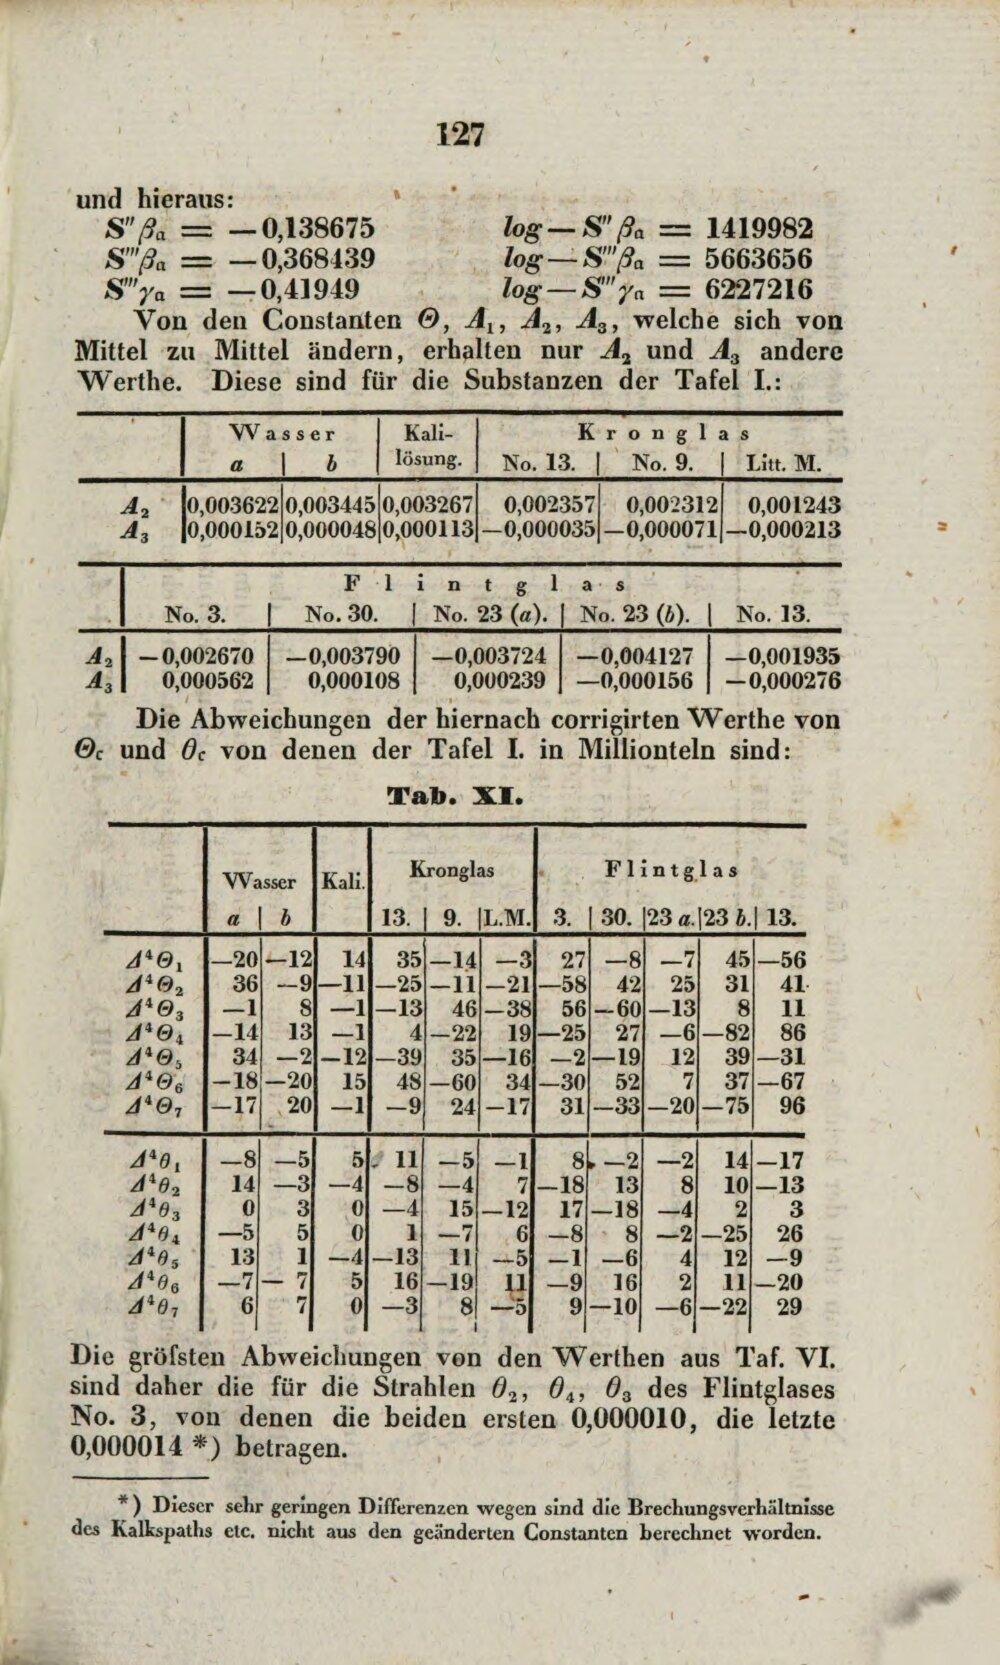 127
und hieraus:
S″βa = —0,138675 log—S″βa = 1419982
S‴βa = —0,368439 log—S‴βa = 5663656
S‴γa = —0,41949 log—S‴γa = 6227216
Von den Constanten Θ, A₁, A₂, A₃, welche sich von
Mittel zu Mittel ändern, erhalten nur A₂ und A₃ andere
Werthe. Diese sind für die Substanzen der Tafel I.:
Wasser | Kali- | Kronglas
a | b | lösung. | No. 13. | No. 9. | Litt. M.
A₂ |0,003622|0,003445|0,003267| 0,002357| 0,002312| 0,001243
A₃ |0,000152|0,000048|0,000113|—0,000035|—0,000071|—0,000213
Flintglas
No. 3. | No. 30. | No. 23 (a). | No. 23 (b). | No. 13.
A₂ | —0,002670 | —0,003790 | —0,003724 | —0,004127 | —0,001935
A₃ | 0,000562 | 0,000108 | 0,000239 | —0,000156 | —0,000276
Die Abweichungen der hiernach corrigirten Werthe von
Θc und θc von denen der Tafel I. in Millionteln sind:
Tab. XI.
Wasser | Kali. | Kronglas | Flintglas
a | b | 13. | 9. |L.M.| 3. | 30. |23 a.|23 b.| 13.
Δ⁴Θ₁ |—20|—12| 14| 35|—14| —3| 27| —8| —7| 45|—56
Δ⁴Θ₂ | 36| —9|—11|—25|—11|—21|—58| 42| 25| 31| 41
Δ⁴Θ₃ | —1| 8| —1|—13| 46|—38| 56|—60|—13| 8| 11
Δ⁴Θ₄ |—14| 13| —1| 4|—22| 19|—25| 27| —6|—82| 86
Δ⁴Θ₅ | 34| —2|—12|—39| 35|—16| —2|—19| 12| 39|—31
Δ⁴Θ₆ |—18|—20| 15| 48|—60| 34|—30| 52| 7| 37|—67
Δ⁴Θ₇ |—17| 20| —1| —9| 24|—17| 31|—33|—20|—75| 96
Δ⁴θ₁ | —8| —5| 5| 11| —5| —1| 8| —2| —2| 14|—17
Δ⁴θ₂ | 14| —3| —4| —8| —4| 7|—18| 13| 8| 10|—13
Δ⁴θ₃ | 0| 3| 0| —4| 15|—12| 17|—18| —4| 2| 3
Δ⁴θ₄ | —5| 5| 0| 1| —7| 6| —8| 8| —2|—25| 26
Δ⁴θ₅ | 13| 1| —4|—13| 11| —5| —1| —6| 4| 12| —9
Δ⁴θ₆ | —7|— 7| 5| 16|—19| 11| —9| 16| 2| 11|—20
Δ⁴θ₇ | 6| 7| 0| —3| 8| —5| 9|—10| —6|—22| 29
Die gröfsten Abweichungen von den Werthen aus Taf. VI.
sind daher die für die Strahlen θ₂, θ₄, θ₃ des Flintglases
No. 3, von denen die beiden ersten 0,000010, die letzte
0,000014 *) betragen.
*) Dieser sehr geringen Differenzen wegen sind die Brechungsverhältnisse
des Kalkspaths etc. nicht aus den geänderten Constanten berechnet worden.